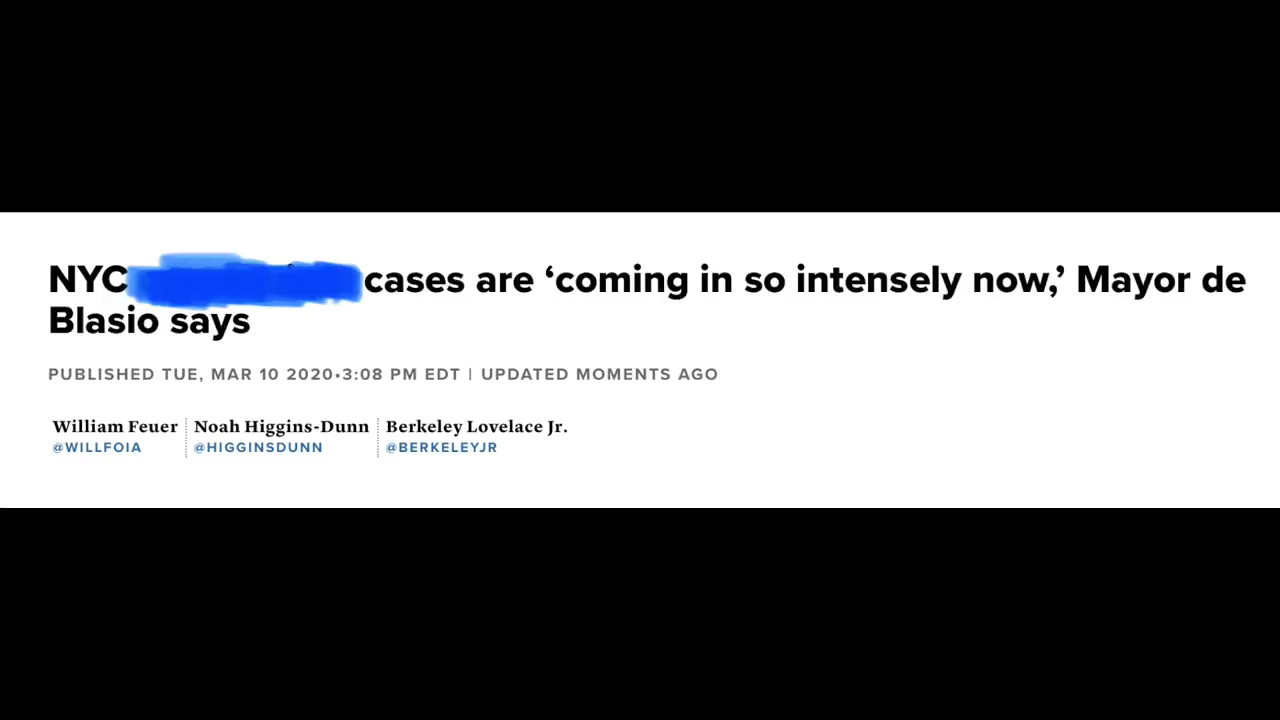 NYC cases are ‘coming in so intensely now,’ Mayor de
Blasio says
PUBLISHED TUE, MAR 10 2020•3:08 PM EDT | UPDATED MOMENTS AGO
William Feuer Noah Higgins-Dunn Berkeley Lovelace Jr.
@WILLFOIA @HIGGINSDUNN @BERKELEYJR